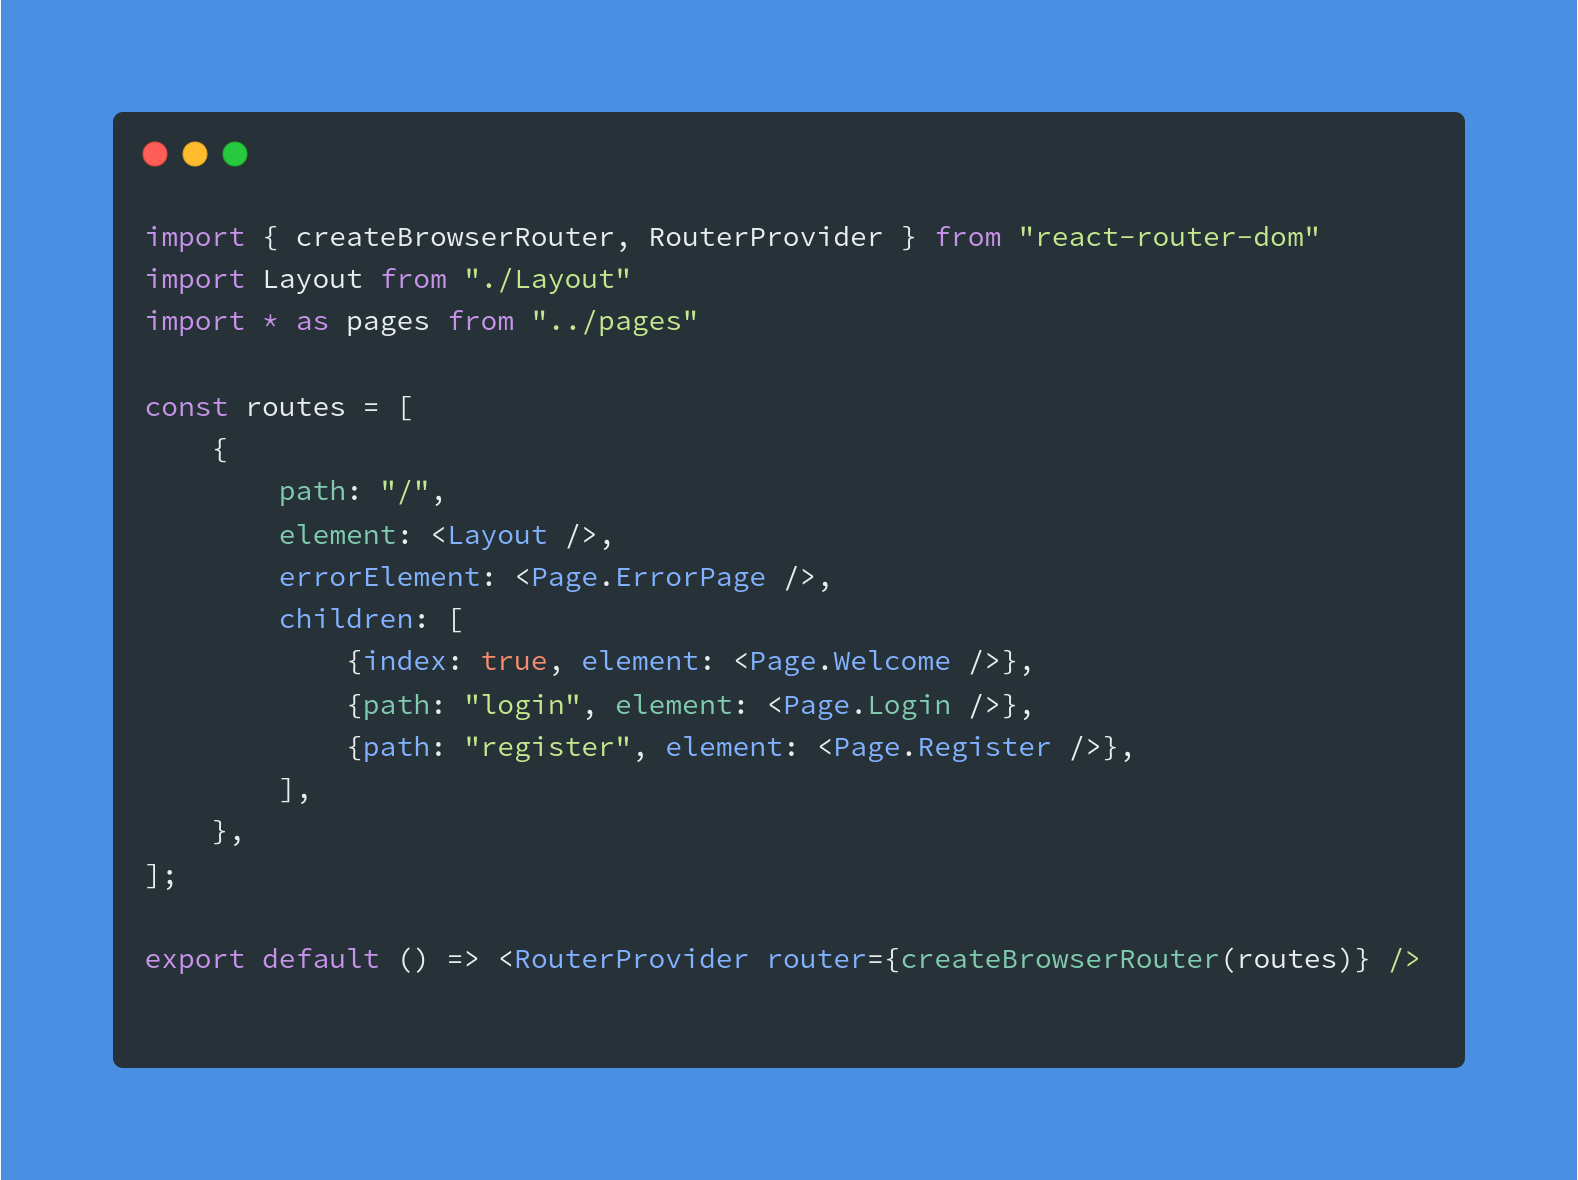 import { createBrowserRouter, RouterProvider } from "react-router-dom"
import Layout from "./Layout"
import * as pages from "../pages"

const routes = [
    {
        path: "/",
        element: <Layout />,
        errorElement: <Page.ErrorPage />,
        children: [
            {index: true, element: <Page.Welcome />},
            {path: "login", element: <Page.Login />},
            {path: "register", element: <Page.Register />},
        ],
    },
];

export default () => <RouterProvider router={createBrowserRouter(routes)} />